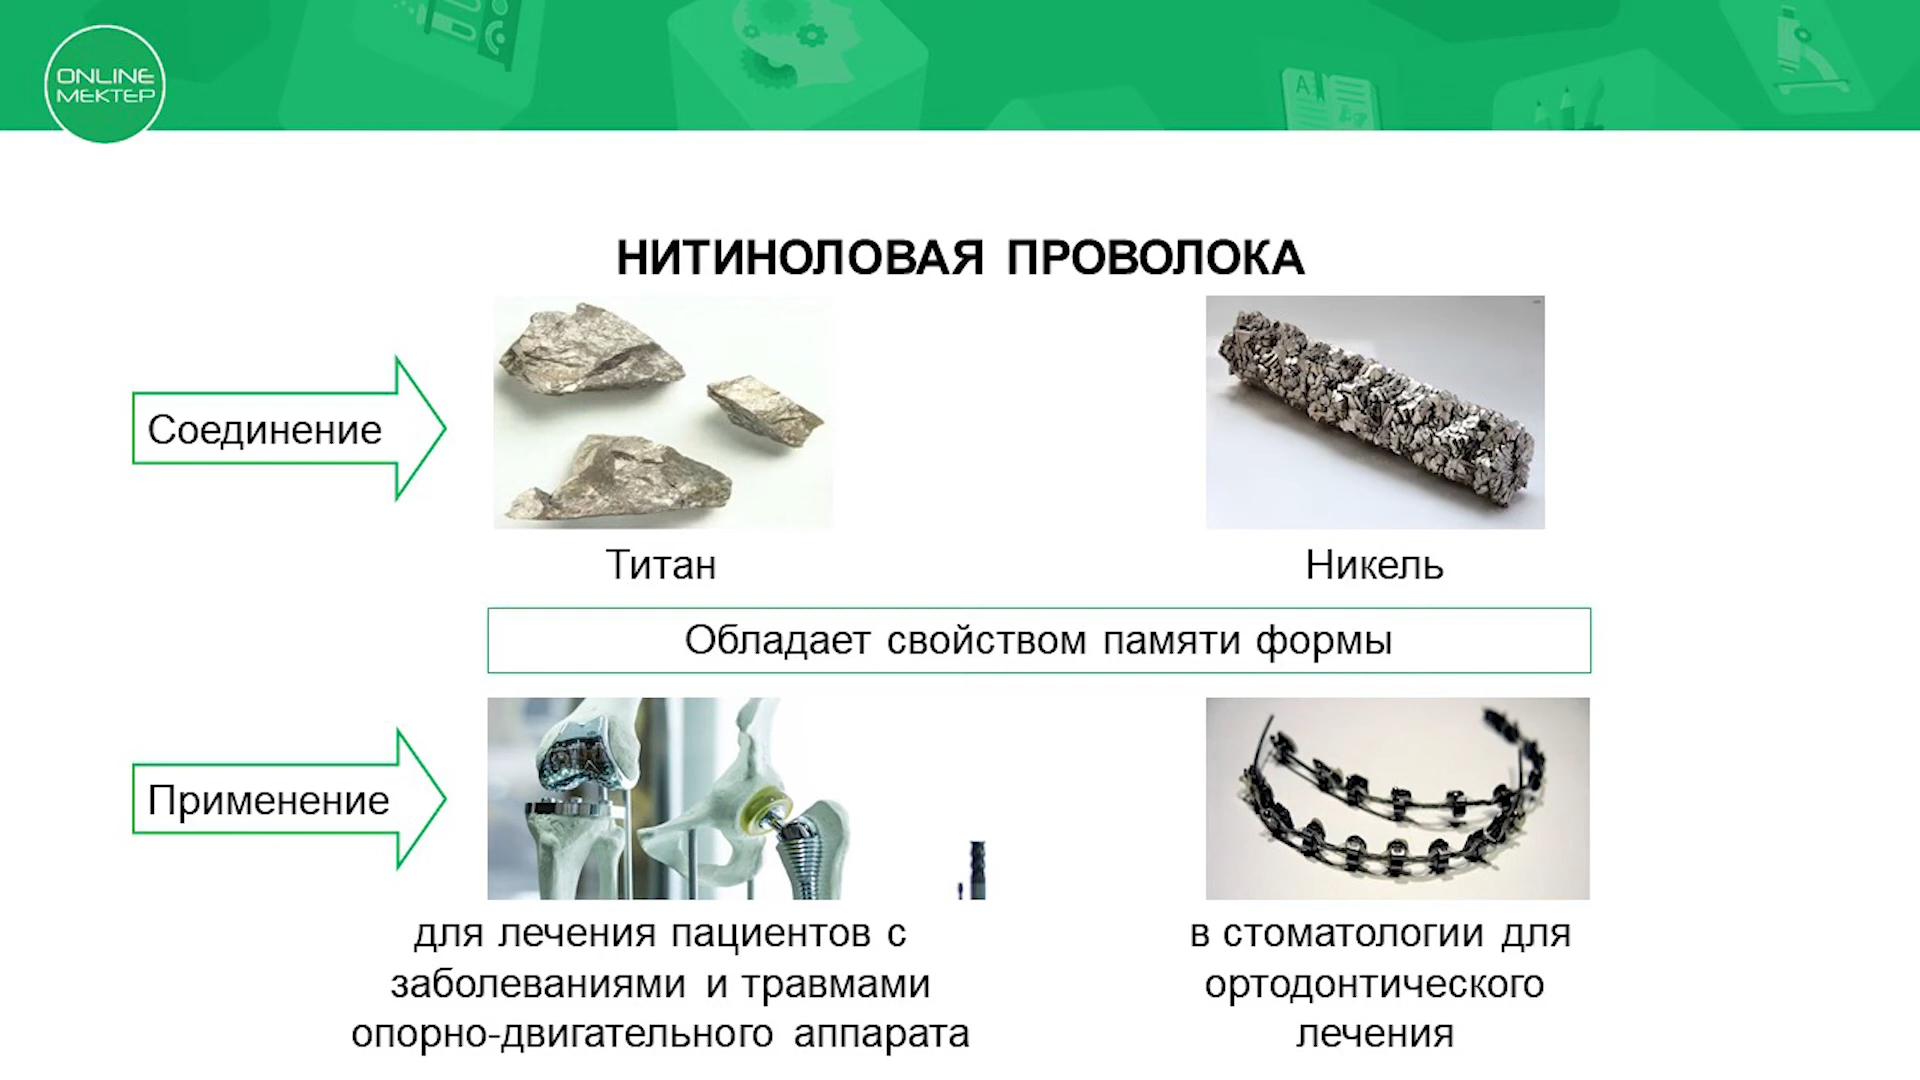 ONLINE
МЕКТЕР
НИТИНОЛОВАЯ ПРОВОЛОКА
Соединение
Титан
Никель
Обладает свойством памяти формы
Применение
для лечения пациентов с
заболеваниями и травмами
опорно-двигательного аппарата
в стоматологии для
ортодонтического
лечения
A